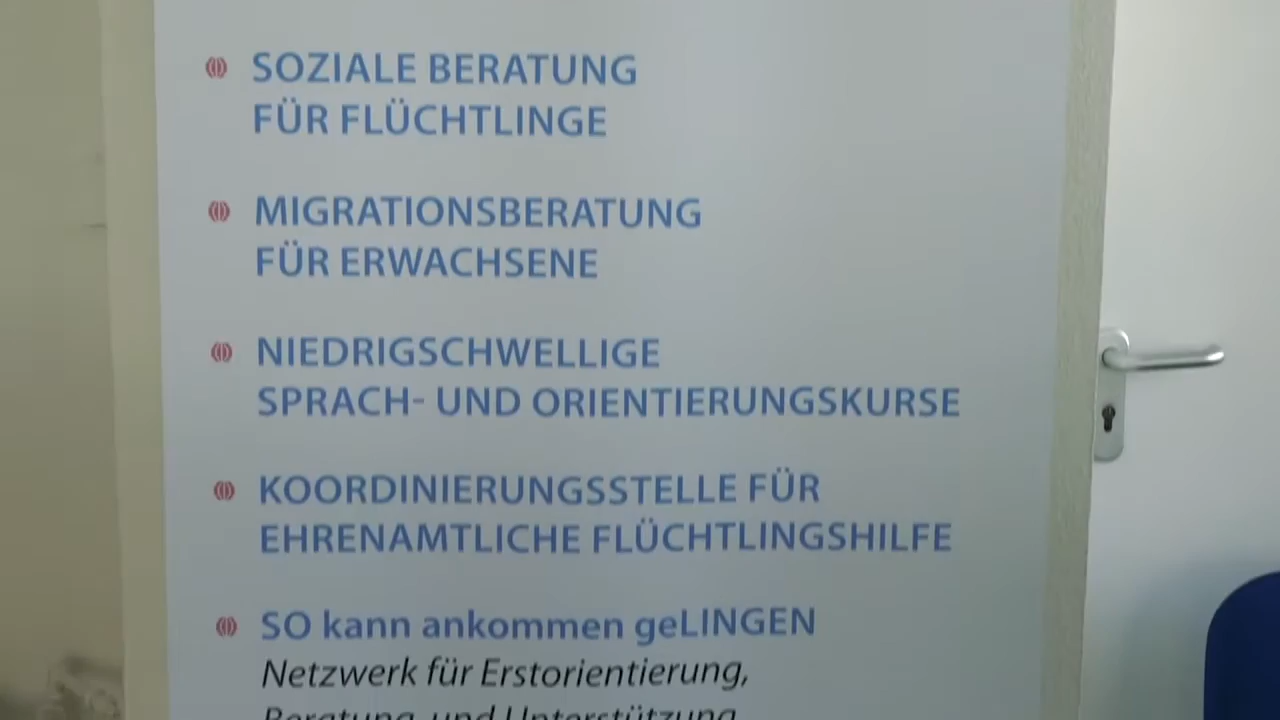 SOZIALE BERATUNG
FÜR FLÜCHTLINGE
MIGRATIONSBERATUNG
FÜR ERWACHSENE
NIEDRIGSCHWELLIGE
SPRACH- UND ORIENTIERUNGSKURSE
KOORDINIERUNGSSTELLE FÜR
EHRENAMTLICHE FLÜCHTLINGSHILFE
SO kann ankommen geLINGEN
Netzwerk für Erstorientierung,
Beratung und Unterstützung